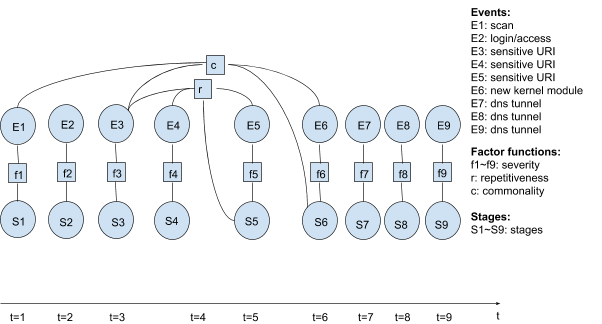 c
r
E1 E2 E3 E4 E5 E6 E7 E8 E9
f1 f2 f3 f4 f5 f6 f7 f8 f9
S1 S2 S3 S4 S5 S6 S7 S8 S9
t=1 t=2 t=3 t=4 t=5 t=6 t=7 t=8 t=9 t
Events:
E1: scan
E2: login/access
E3: sensitive URI
E4: sensitive URI
E5: sensitive URI
E6: new kernel module
E7: dns tunnel
E8: dns tunnel
E9: dns tunnel
Factor functions:
f1~f9: severity
r: repetitiveness
c: commonality
Stages:
S1~S9: stages